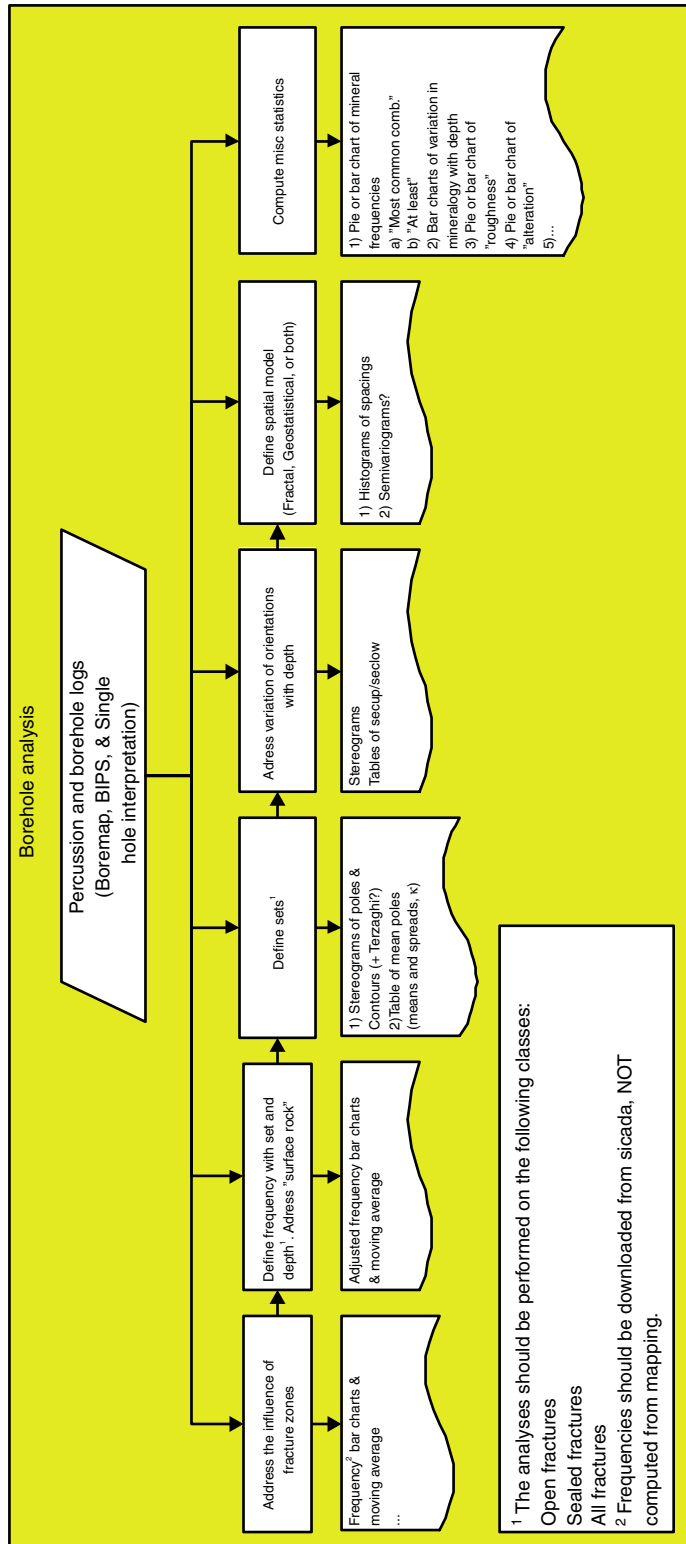 Borehole analysis
Percussion and borehole logs
(Boremap, BIPS, & Single
hole interpretation)
Address the influence of
fracture zones
Define frequency with set and
depth¹. Adress ”surface rock”
Define sets¹
Adress variation of orientations
with depth
Define spatial model
(Fractal, Geostatistical, or both)
Compute misc statistics
Frequency² bar charts &
moving average
...
Adjusted frequency bar charts
& moving average
1) Stereograms of poles &
Contours (+ Terzaghi?)
2)Table of mean poles
(means and spreads, κ)
Stereograms
Tables of secup/seclow
1) Histograms of spacings
2) Semivariograms?
1) Pie or bar chart of mineral
frequencies
a) ”Most common comb.”
b) ”At least”
2) Bar charts of variation in
mineralogy with depth
3) Pie or bar chart of
”roughness”
4) Pie or bar chart of
”alteration”
5)...
¹ The analyses should be performed on the following classes:
Open fractures
Sealed fractures
All fractures
² Frequencies should be downloaded from sicada, NOT
computed from mapping.